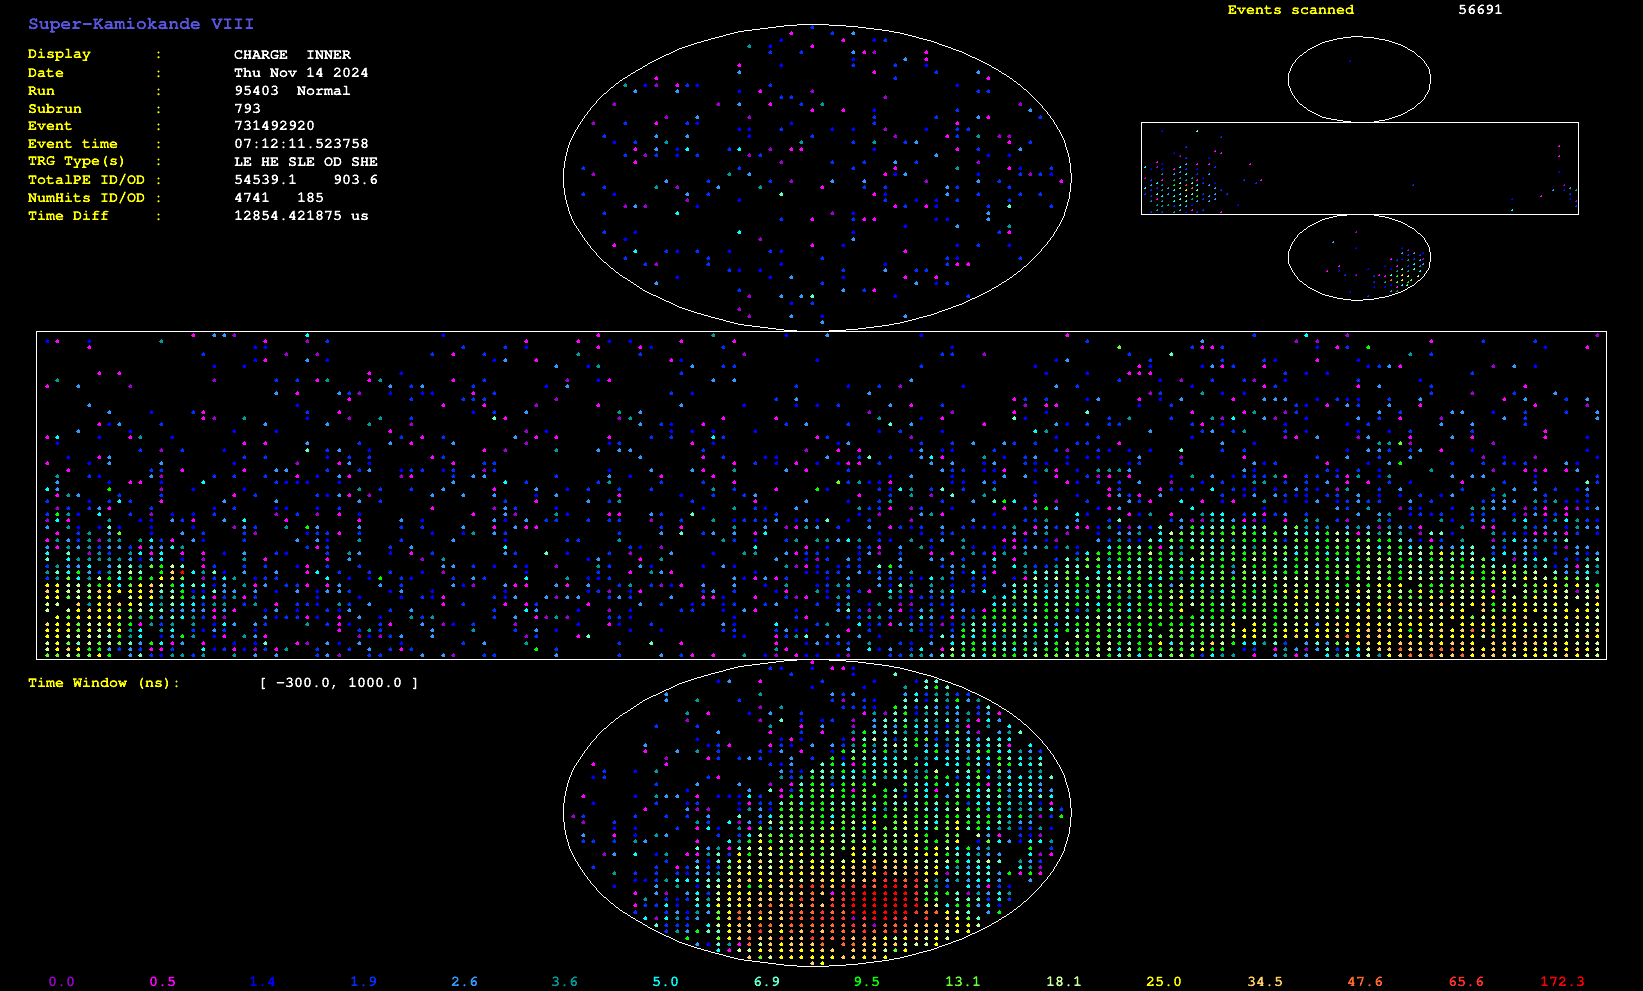 Super-Kamiokande VIII
Events scanned 56691
Display : CHARGE INNER
Date : Thu Nov 14 2024
Run : 95403 Normal
Subrun : 793
Event : 731492920
Event time : 07:12:11.523758
TRG Type(s) : LE HE SLE OD SHE
TotalPE ID/OD : 54539.1 903.6
NumHits ID/OD : 4741 185
Time Diff : 12854.421875 us
Time Window (ns): [ -300.0, 1000.0 ]
0.0 0.5 1.4 1.9 2.6 3.6 5.0 6.9 9.5 13.1 18.1 25.0 34.5 47.6 65.6 172.3